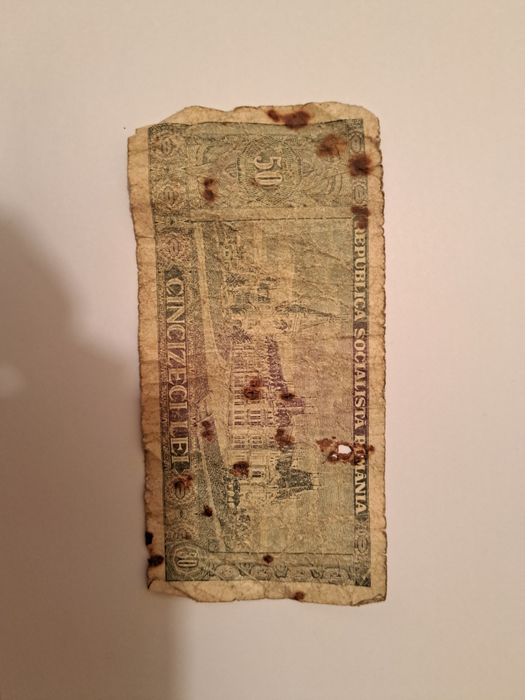 REPUBLICA SOCIALISTA ROMANIA
50
CINCIZECI LEI
50